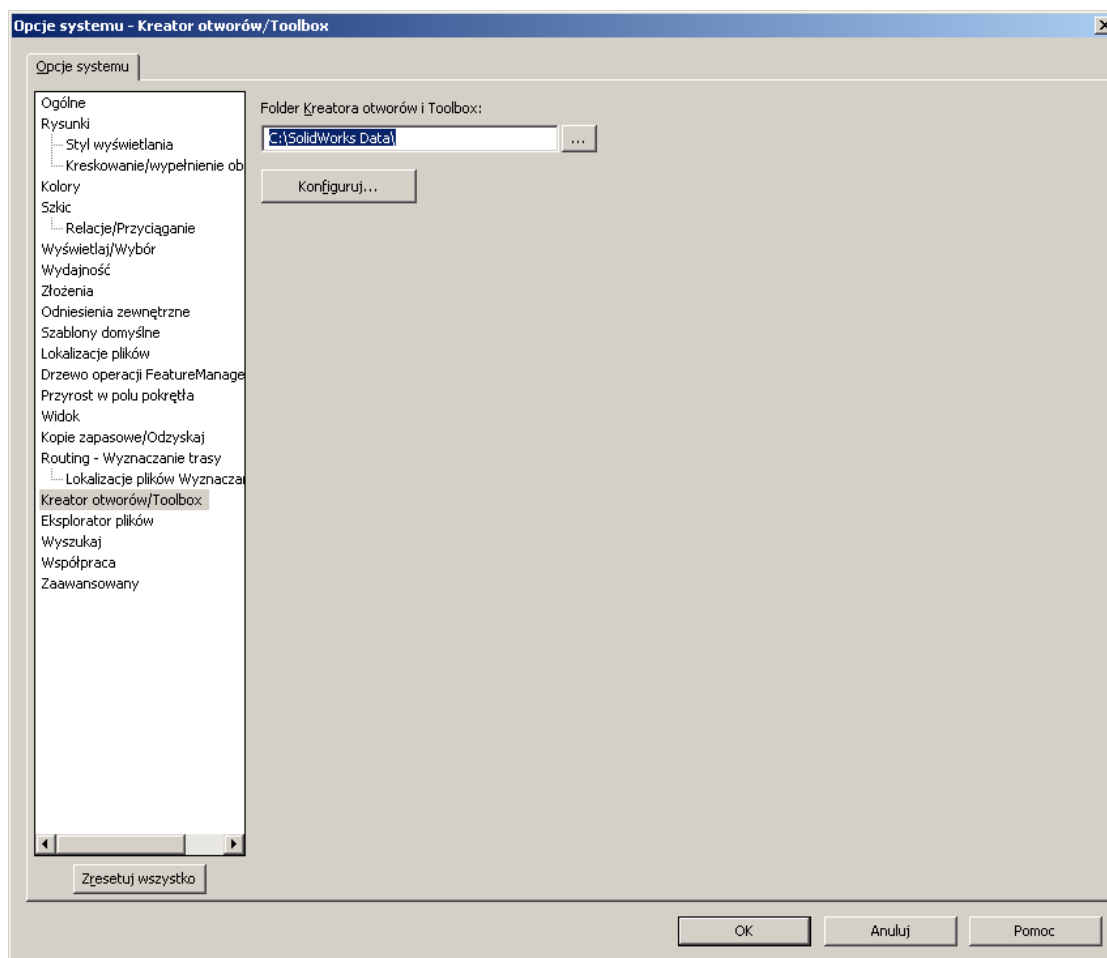 Opcje systemu - Kreator otworów/Toolbox
Opcje systemu
Ogólne
Rysunki
Styl wyświetlania
Kreskowanie/wypełnienie ob
Kolory
Szkic
Relacje/Przyciąganie
Wyświetlaj/Wybór
Wydajność
Złożenia
Odniesienia zewnętrzne
Szablony domyślne
Lokalizacje plików
Drzewo operacji FeatureManage
Przyrost w polu pokrętła
Widok
Kopie zapasowe/Odzyskaj
Routing - Wyznaczanie trasy
Lokalizacje plików Wyznacza
Kreator otworów/Toolbox
Eksplorator plików
Wyszukaj
Współpraca
Zaawansowany
Zresetuj wszystko
Folder Kreatora otworów i Toolbox:
C:\SolidWorks Data\
...
Konfiguruj...
OK
Anuluj
Pomoc